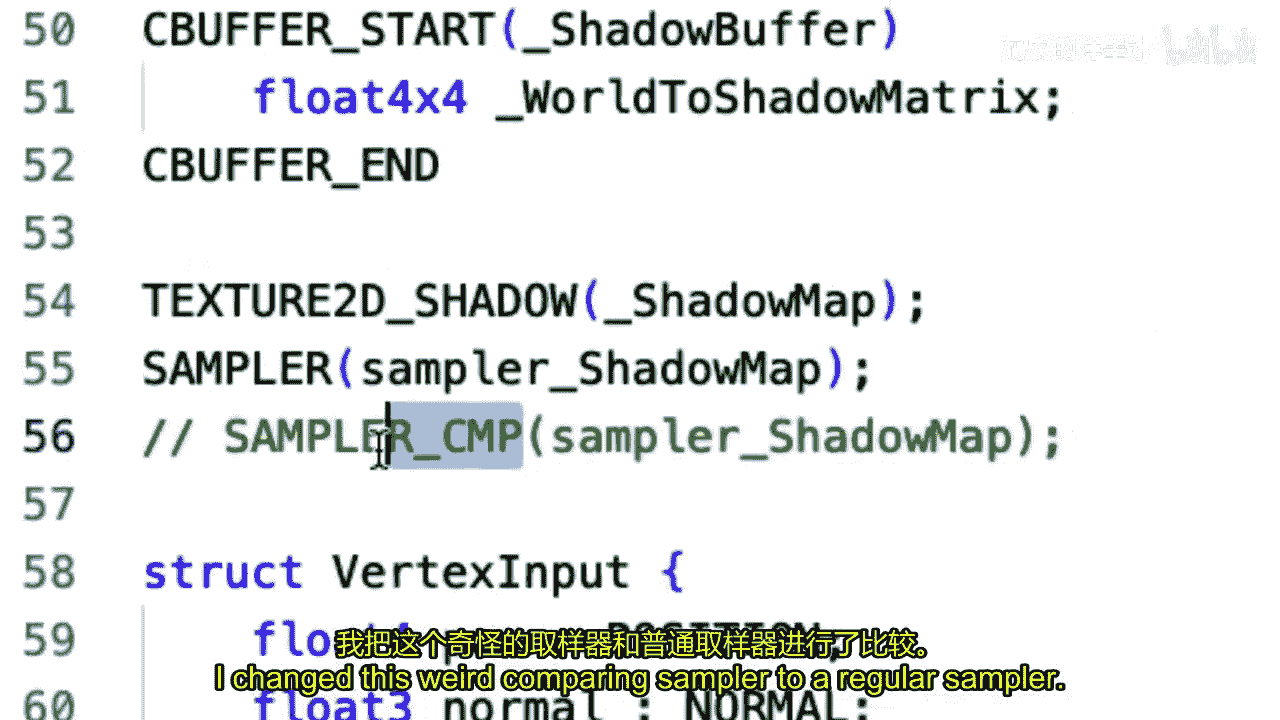 50 CBUFFER_START(_ShadowBuffer)
51 float4x4 _WorldToShadowMatrix;
52 CBUFFER_END
53
54 TEXTURE2D_SHADOW(_ShadowMap);
55 SAMPLER(sampler_ShadowMap);
56 // SAMPLER_CMP(sampler_ShadowMap);
57
58 struct VertexInput {
59 : POSITION;
我把这个奇怪的取样器和普通取样器进行了比较。
I changed this weird comparing sampler to a regular sampler.
60 float3 normal : NORMAL;